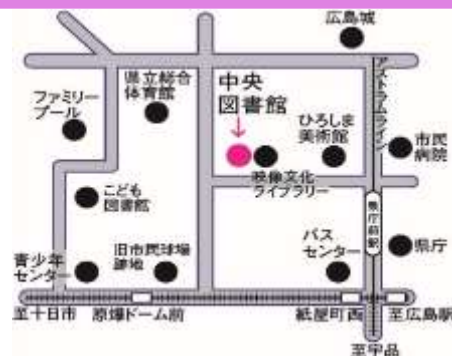 広島城
県立総合
体育館
中央
図書館
ファミリー
プール
ひろしま
美術館
アストラムライン
市民
病院
映像文化
ライブラリー
こども
図書館
県庁前駅
青少年
センター
旧市民球場
跡地
バス
センター
県庁
至十日市
原爆ドーム前
紙屋町西
至広島駅
至宇品